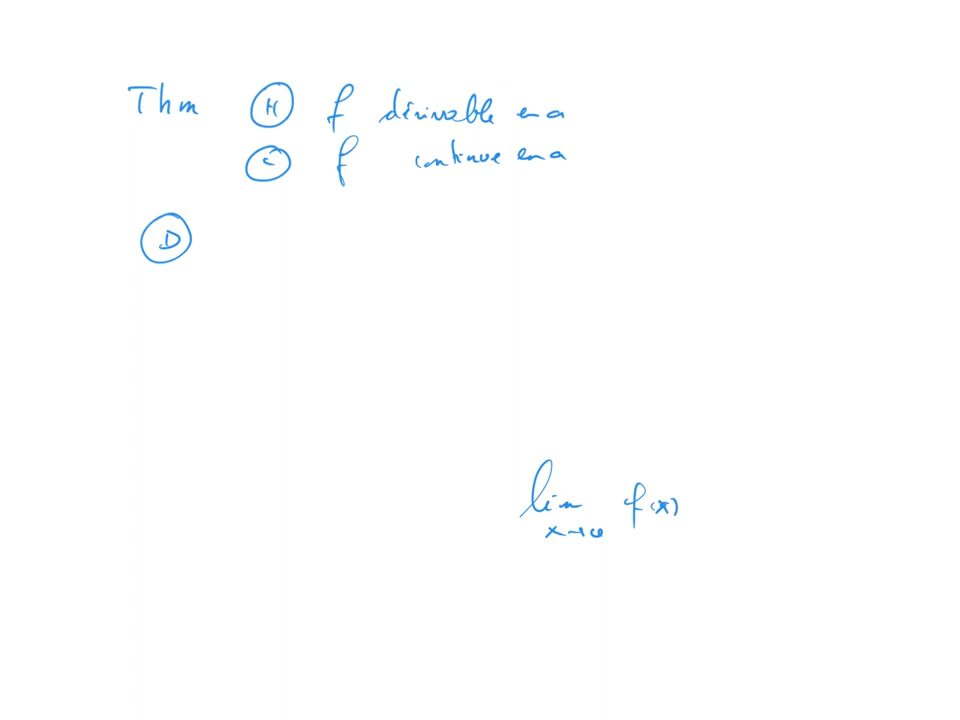 Thm (H) f dérivable en a
(C) f continue en a
(D)
lim f(x)
x→a